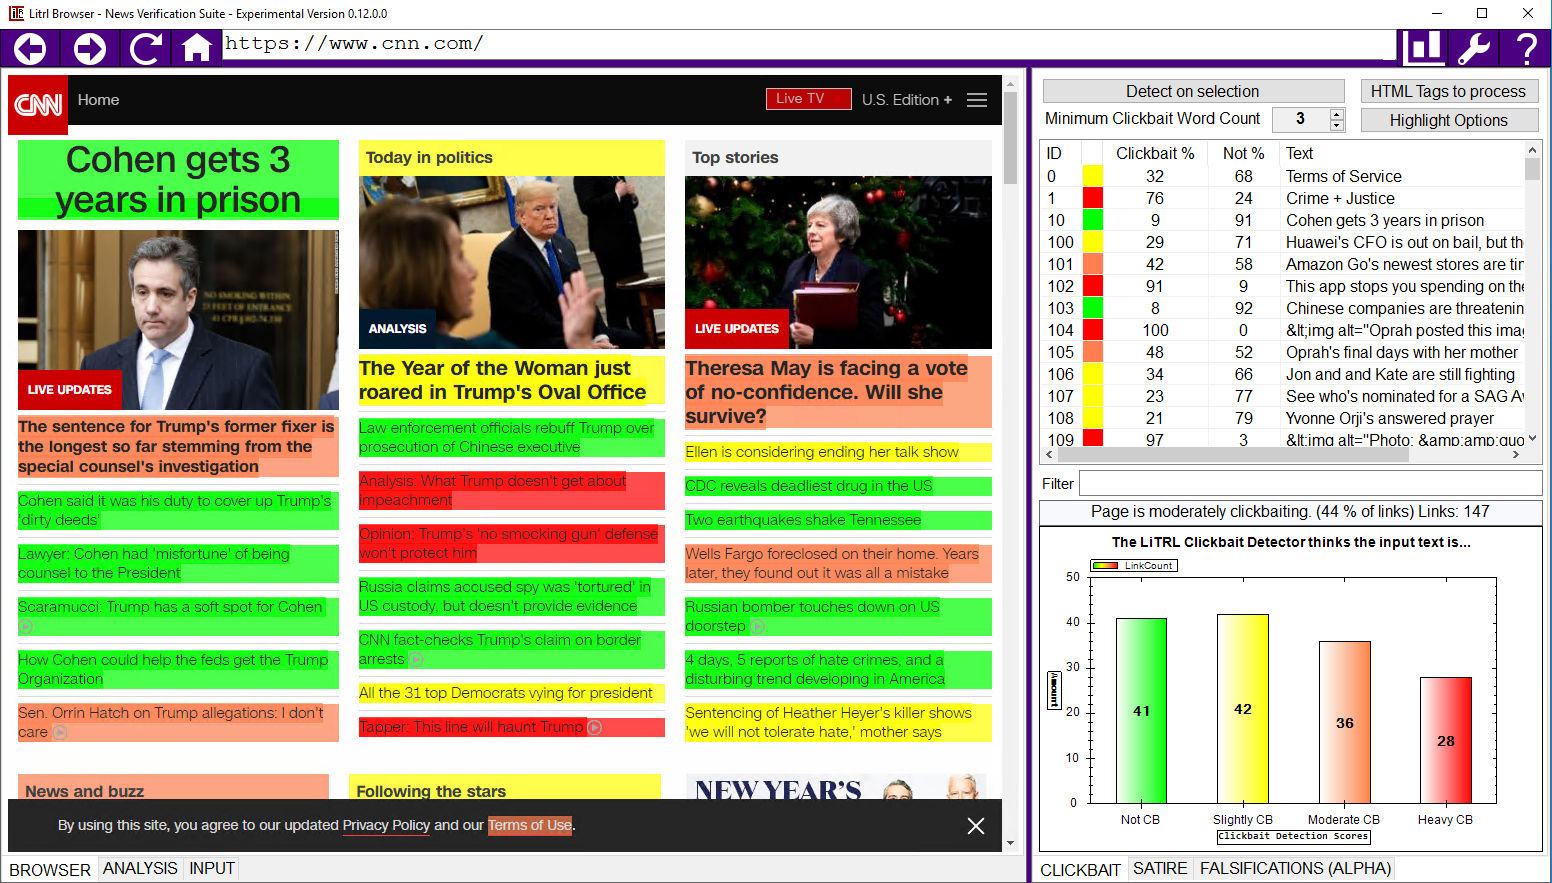 Litrl Browser - News Verification Suite - Experimental Version 0.12.0.0
https://www.cnn.com/
CNN
Home
Live TV
U.S. Edition +
Cohen gets 3
years in prison
LIVE UPDATES
The sentence for Trump's former fixer is
the longest so far stemming from the
special counsel's investigation
Cohen said it was his duty to cover up Trump's
'dirty deeds'
Lawyer: Cohen had 'misfortune' of being
counsel to the President
Scaramucci: Trump has a soft spot for Cohen
How Cohen could help the feds get the Trump
Organization
Sen. Orrin Hatch on Trump allegations: I don't
care
Today in politics
ANALYSIS
The Year of the Woman just
roared in Trump's Oval Office
Law enforcement officials rebuff Trump over
prosecution of Chinese executive
Analysis: What Trump doesn't get about
impeachment
Opinion: Trump's 'no smocking gun' defense
won't protect him
Russia claims accused spy was 'tortured' in
US custody, but doesn't provide evidence
CNN fact-checks Trump's claim on border
arrests
All the 31 top Democrats vying for president
Tapper: This line will haunt Trump
Top stories
LIVE UPDATES
Theresa May is facing a vote
of no-confidence. Will she
survive?
Ellen is considering ending her talk show
CDC reveals deadliest drug in the US
Two earthquakes shake Tennessee
Wells Fargo foreclosed on their home. Years
later, they found out it was all a mistake
Russian bomber touches down on US
doorstep
4 days, 5 reports of hate crimes, and a
disturbing trend developing in America
Sentencing of Heather Heyer's killer shows
'we will not tolerate hate,' mother says
News and buzz
Following the stars
NEW YEAR'S
By using this site, you agree to our updated Privacy Policy and our Terms of Use.
BROWSER ANALYSIS INPUT
Detect on selection
HTML Tags to process
Minimum Clickbait Word Count 3
Highlight Options
ID Clickbait % Not % Text
0 32 68 Terms of Service
1 76 24 Crime + Justice
10 9 91 Cohen gets 3 years in prison
100 29 71 Huawei's CFO is out on bail, but th
101 42 58 Amazon Go's newest stores are tin
102 91 9 This app stops you spending on the
103 8 92 Chinese companies are threatenin
104 100 0 &lt;img alt="Oprah posted this imag
105 48 52 Oprah's final days with her mother
106 34 66 Jon and and Kate are still fighting
107 23 77 See who's nominated for a SAG Aw
108 21 79 Yvonne Orji's answered prayer
109 97 3 &lt;img alt="Photo: &amp;amp;quo
Filter
Page is moderately clickbaiting. (44 % of links) Links: 147
The LiTRL Clickbait Detector thinks the input text is...
LinkCount
50
40
30
20
10
0
Amount
41
42
36
28
Not CB
Slightly CB
Moderate CB
Heavy CB
Clickbait Detection Scores
CLICKBAIT SATIRE FALSIFICATIONS (ALPHA)